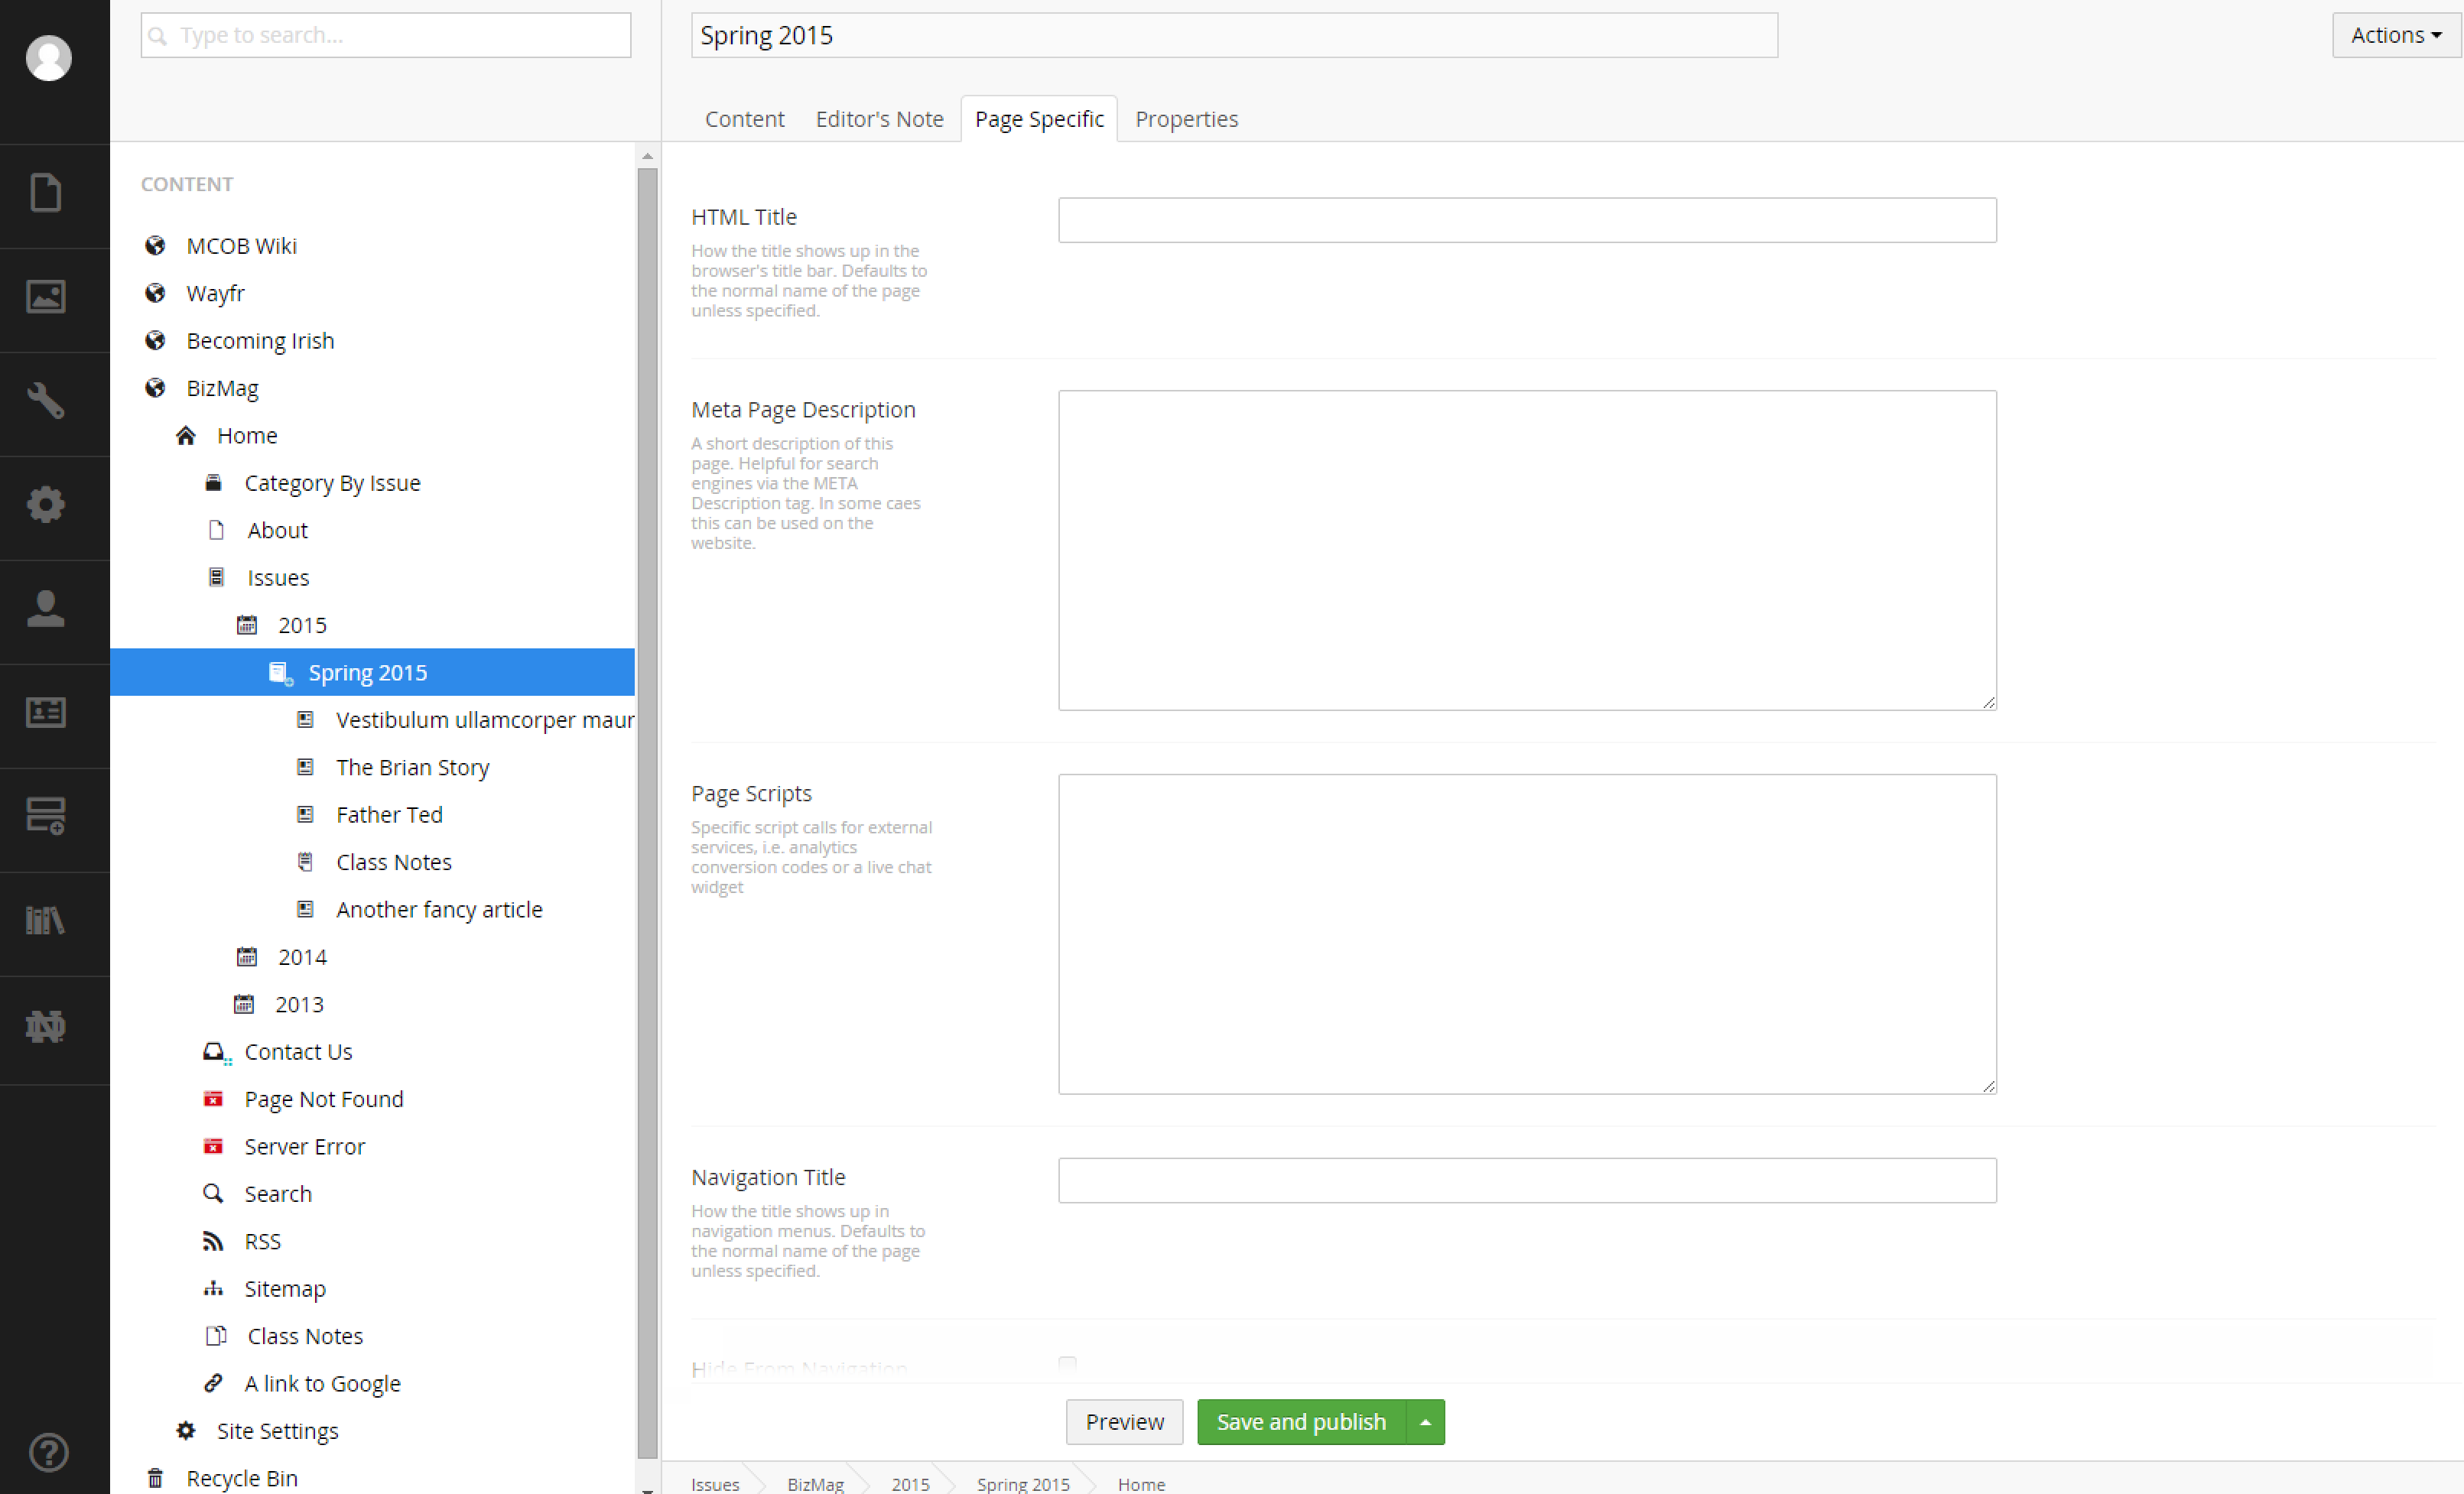 Type to search...
CONTENT
MCOB Wiki
Wayfr
Becoming Irish
BizMag
Home
Category By Issue
About
Issues
2015
Spring 2015
Vestibulum ullamcorper maur
The Brian Story
Father Ted
Class Notes
Another fancy article
2014
2013
Contact Us
Page Not Found
Server Error
Search
RSS
Sitemap
Class Notes
A link to Google
Site Settings
Recycle Bin
Spring 2015
Actions
Content Editor's Note Page Specific Properties
HTML Title
How the title shows up in the
browser's title bar. Defaults to
the normal name of the page
unless specified.
Meta Page Description
A short description of this
page. Helpful for search
engines via the META
Description tag. In some caes
this can be used on the
website.
Page Scripts
Specific script calls for external
services, i.e. analytics
conversion codes or a live chat
widget
Navigation Title
How the title shows up in
navigation menus. Defaults to
the normal name of the page
unless specified.
Hide From Navigation
Preview Save and publish
Issues BizMag 2015 Spring 2015 Home